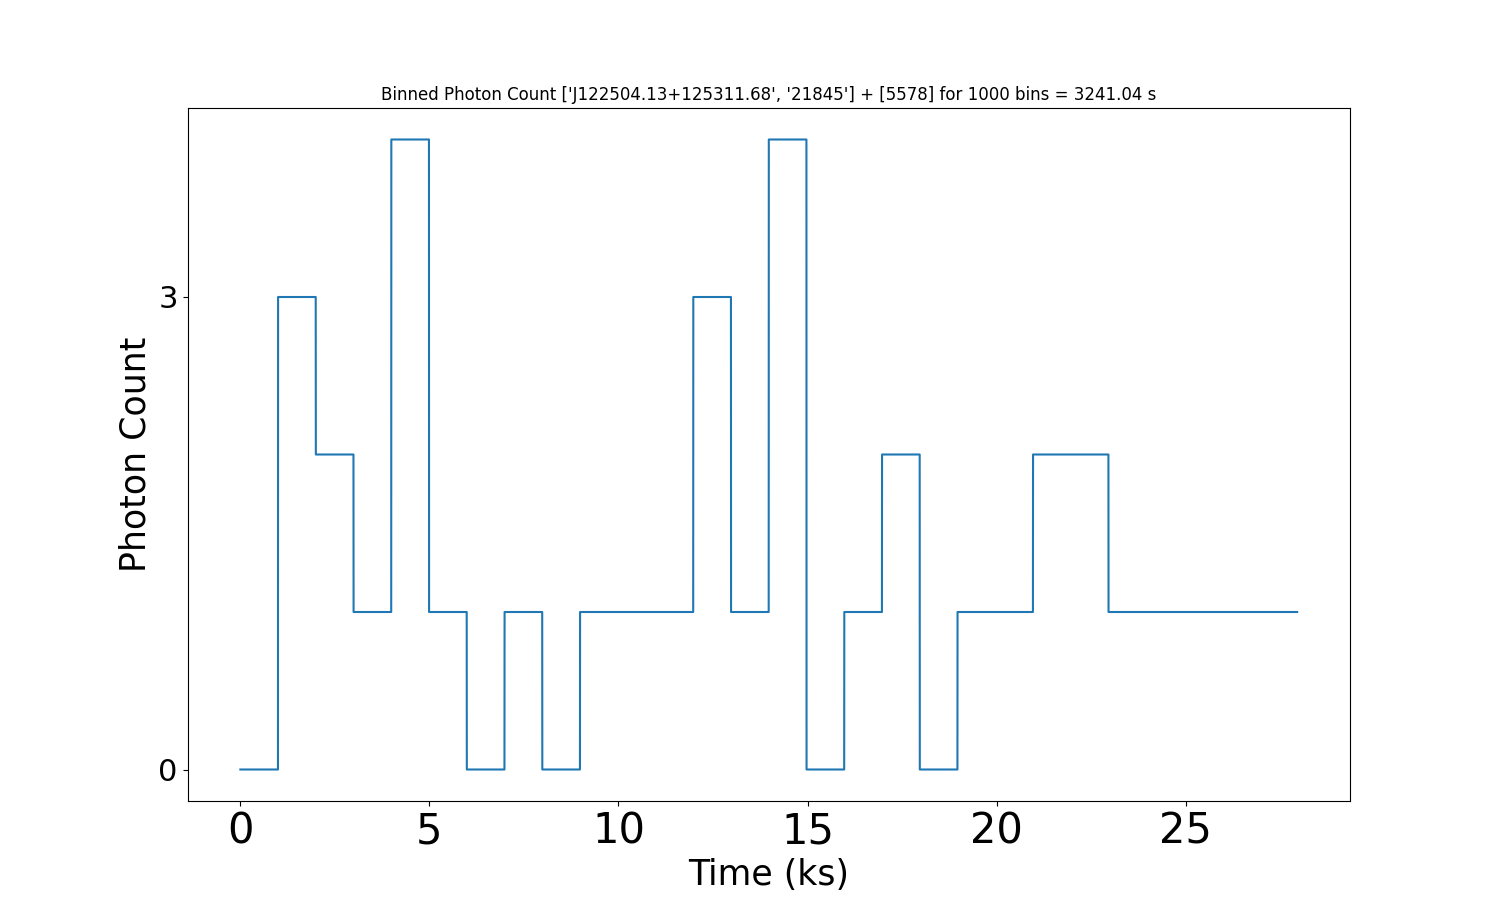 Binned Photon Count ['J122504.13+125311.68', '21845'] + [5578] for 1000 bins = 3241.04 s
3
Photon Count
0
0 5 10 15 20 25
Time (ks)